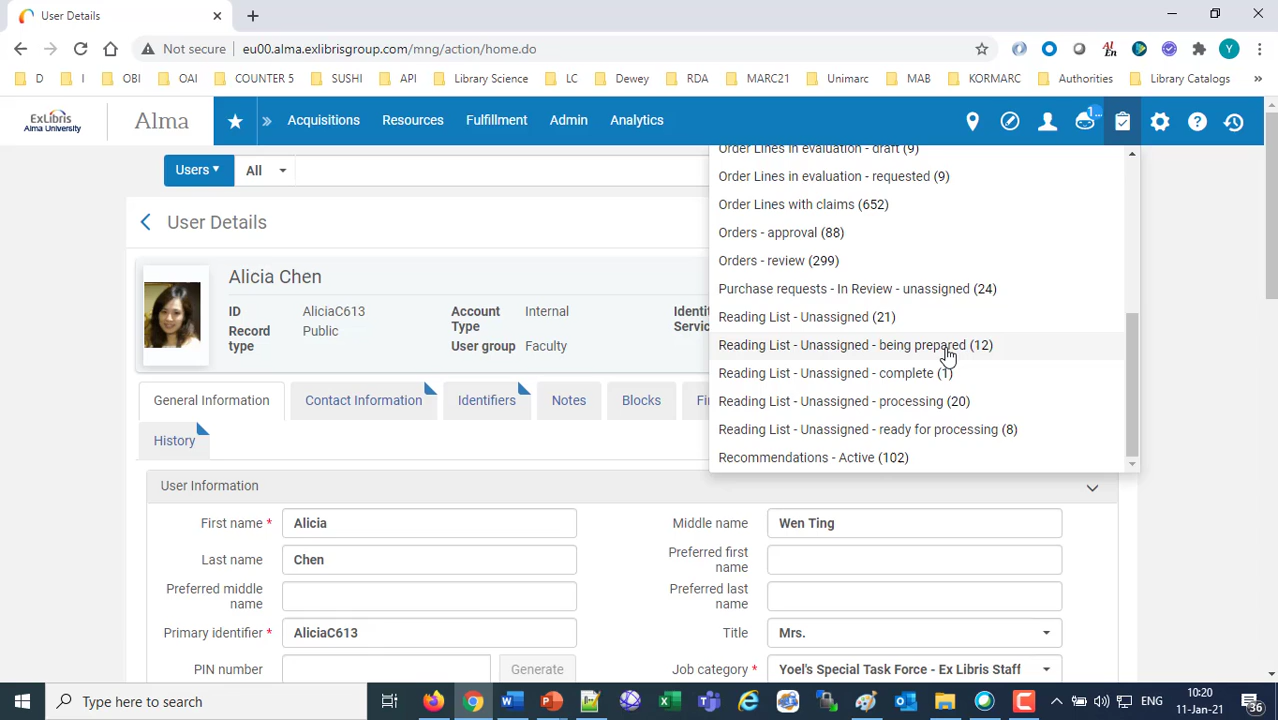 User Details
Not secure
eu00.alma.exlibrisgroup.com/mng/action/home.do
Y
D
I
OBI
OAI
COUNTER 5
SUSHI
API
Library Science
LC
Dewey
RDA
MARC21
Unimarc
MAB
KORMARC
Authorities
Library Catalogs
»
ExLibris
Alma University
Alma
Acquisitions
Resources
Fulfillment
Admin
Analytics
1...
Users
All
Order Lines in evaluation - draft (9)
Order Lines in evaluation - requested (9)
Order Lines with claims (652)
Orders - approval (88)
Orders - review (299)
Purchase requests - In Review - unassigned (24)
Reading List - Unassigned (21)
Reading List - Unassigned - being prepared (12)
Reading List - Unassigned - complete (1)
Reading List - Unassigned - processing (20)
Reading List - Unassigned - ready for processing (8)
Recommendations - Active (102)
User Details
Alicia Chen
ID AliciaC613
Record type Public
Account Type Internal
User group Faculty
General Information
Contact Information
Identifiers
Notes
Blocks
History
User Information
First name * Alicia
Middle name Wen Ting
Last name Chen
Preferred first name
Preferred middle name
Preferred last name
Primary identifier * AliciaC613
Title Mrs.
PIN number Generate
Job category * Yoel's Special Task Force - Ex Libris Staff
Type here to search
ENG
10:20
11-Jan-21
36